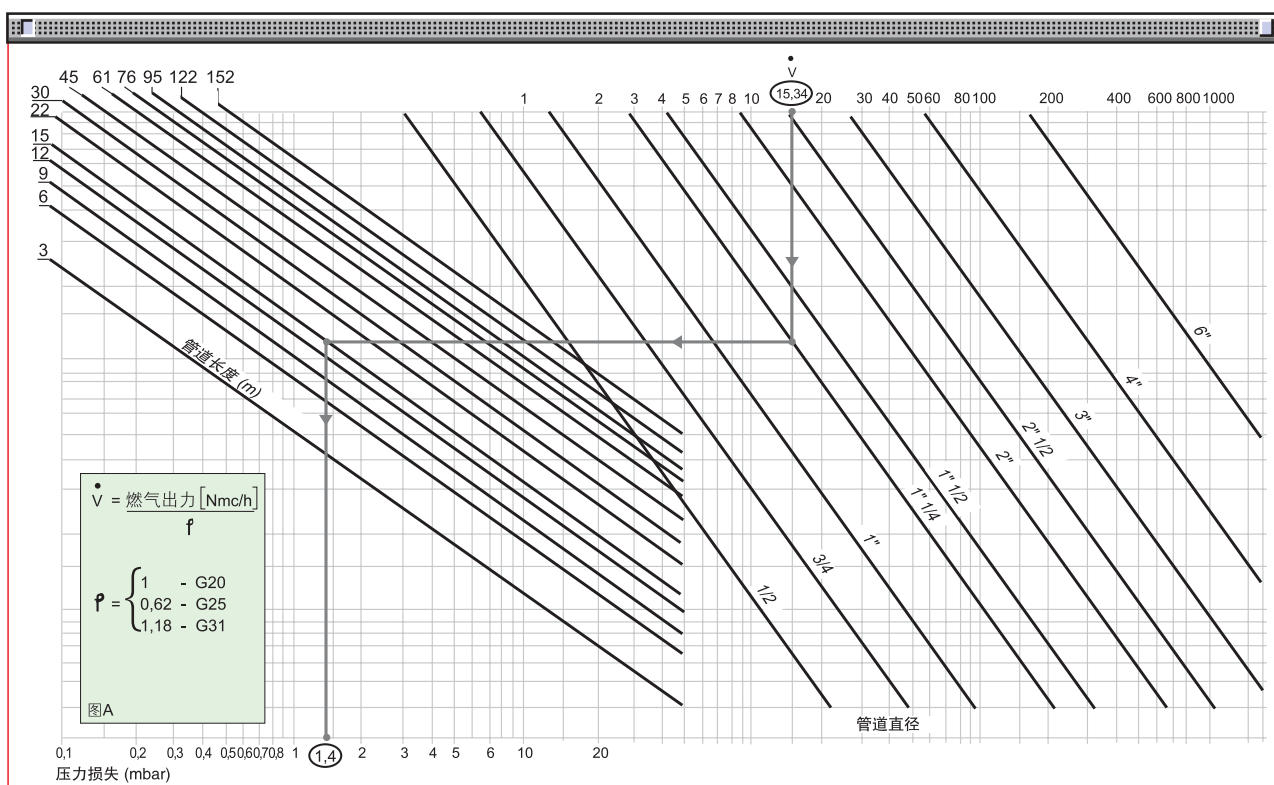 V
15,34
45 61 76 95 122 152
30
22
15
12
9
6
3
1 2 3 4 5 6 7 8 10 20 30 40 50 60 80 100 200 400 600 800 1000
管道长度 (m)
6"
4"
3"
2" 1/2
2"
1" 1/2
1" 1/4
1"
3/4
1/2
V = 燃气出力 [Nmc/h]
f
ρ = 1 - G20
0,62 - G25
1,18 - G31
图A
管道直径
0,1 0,2 0,3 0,4 0,5 0,6 0,7 0,8 1 1,4 2 3 4 5 6 10 20
压力损失 (mbar)